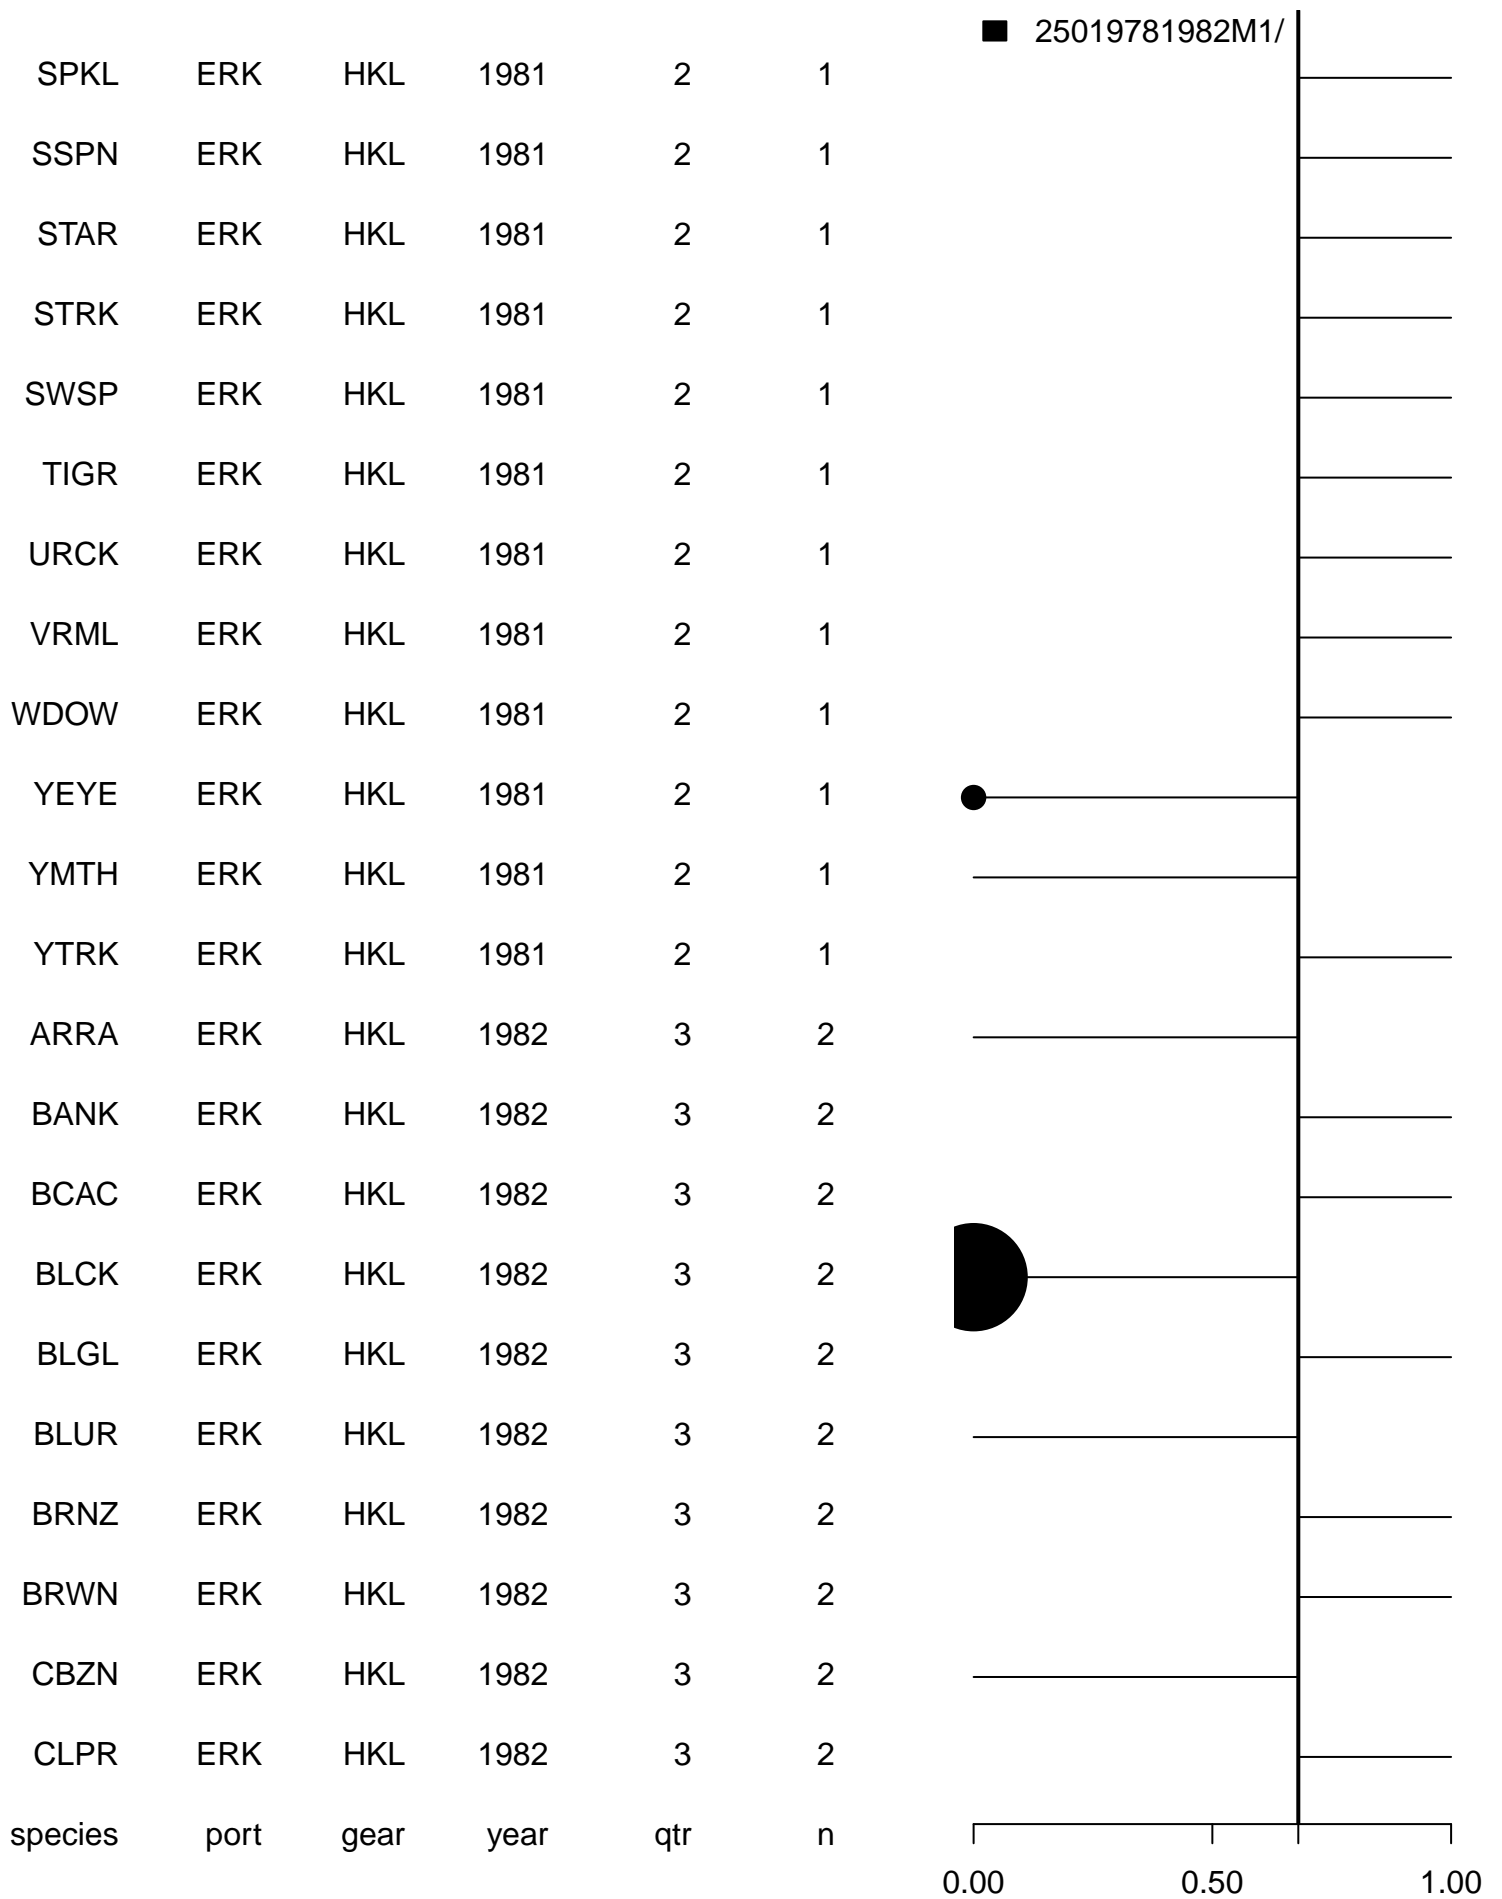 25019781982M1/
SPKL ERK HKL 1981 2 1
SSPN ERK HKL 1981 2 1
STAR ERK HKL 1981 2 1
STRK ERK HKL 1981 2 1
SWSP ERK HKL 1981 2 1
TIGR ERK HKL 1981 2 1
URCK ERK HKL 1981 2 1
VRML ERK HKL 1981 2 1
WDOW ERK HKL 1981 2 1
YEYE ERK HKL 1981 2 1
YMTH ERK HKL 1981 2 1
YTRK ERK HKL 1981 2 1
ARRA ERK HKL 1982 3 2
BANK ERK HKL 1982 3 2
BCAC ERK HKL 1982 3 2
BLCK ERK HKL 1982 3 2
BLGL ERK HKL 1982 3 2
BLUR ERK HKL 1982 3 2
BRNZ ERK HKL 1982 3 2
BRWN ERK HKL 1982 3 2
CBZN ERK HKL 1982 3 2
CLPR ERK HKL 1982 3 2
species port gear year qtr n
0.00 0.50 1.00